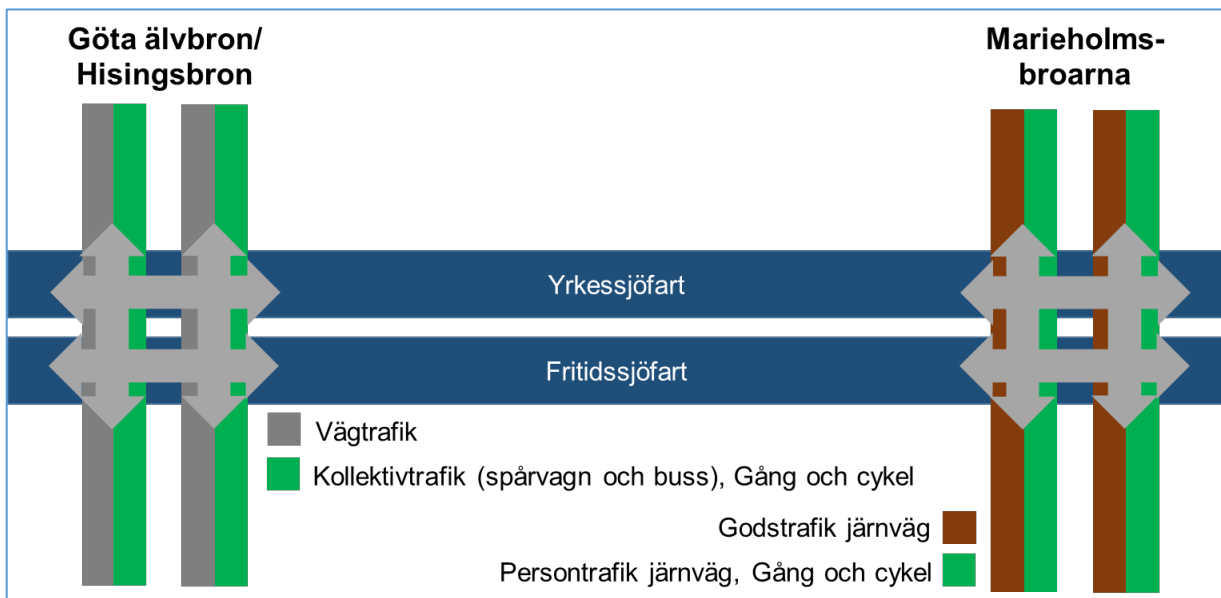 Göta älvbron/
Hisingsbron
Marieholms-
broarna
Yrkessjöfart
Fritidssjöfart
Vägtrafik
Kollektivtrafik (spårvagn och buss), Gång och cykel
Godstrafik järnväg
Persontrafik järnväg, Gång och cykel